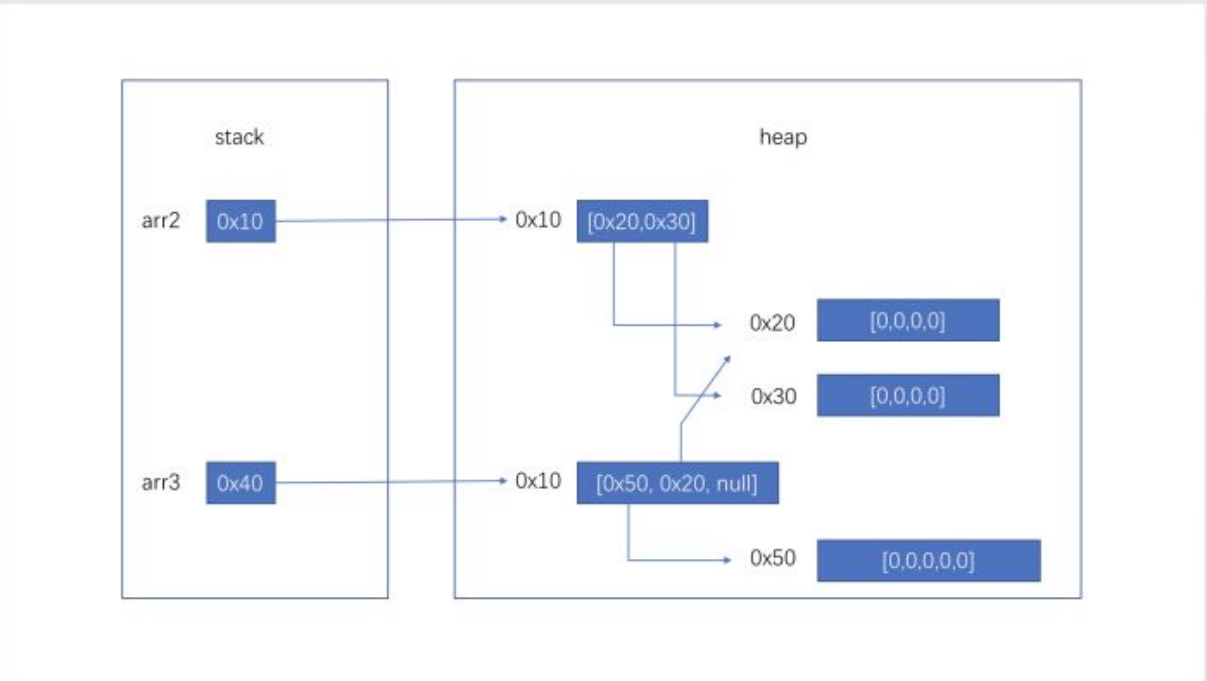 stack
heap
arr2 0x10 0x10 [0x20,0x30]
0x20 [0,0,0,0]
0x30 [0,0,0,0]
arr3 0x40 0x10 [0x50, 0x20, null]
0x50 [0,0,0,0,0]